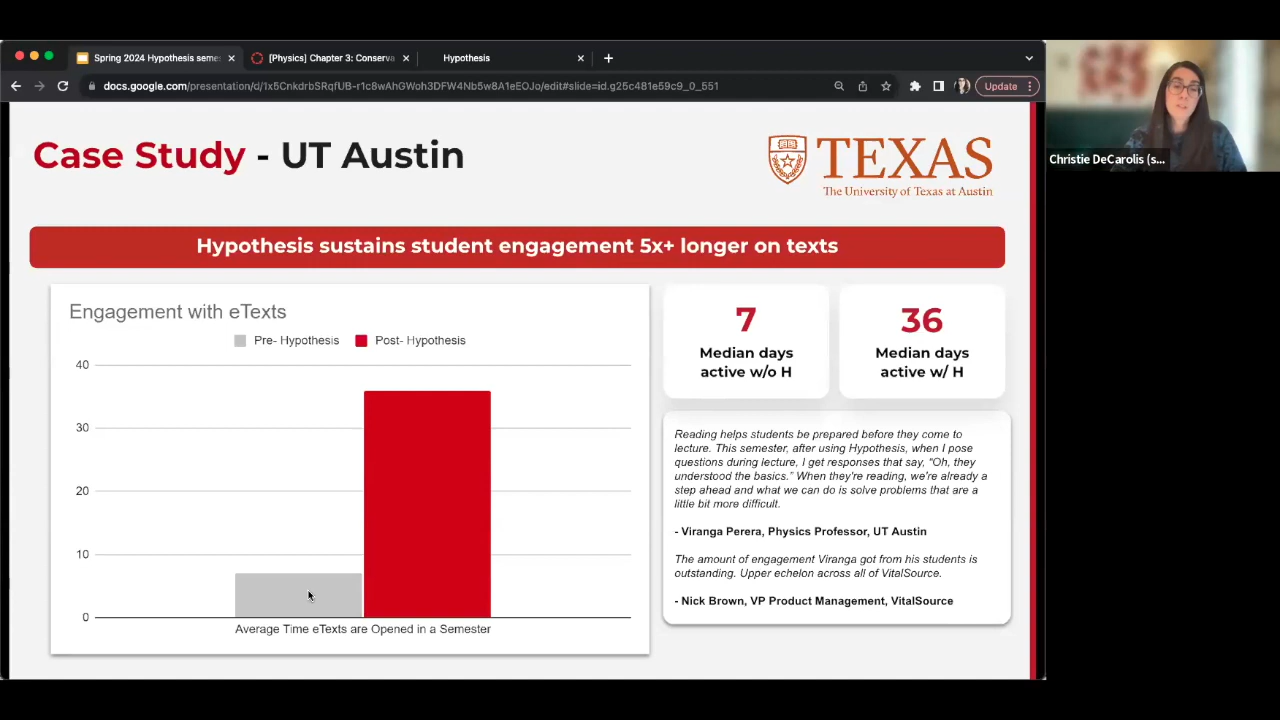 Spring 2024 Hypothesis seme
[Physics] Chapter 3: Conserva
Hypothesis
docs.google.com/presentation/d/1x5CnkdrbSRqfUB-r1c8wAhGWoh3DFW4Nb5w8A1eEOJo/edit#slide=id.g25c481e59c9_0_551
Update
Christie DeCarolis (s...
Case Study - UT Austin
TEXAS
The University of Texas at Austin
Hypothesis sustains student engagement 5x+ longer on texts
Engagement with eTexts
Pre- Hypothesis
Post- Hypothesis
40
30
20
10
0
Average Time eTexts are Opened in a Semester
7
Median days
active w/o H
36
Median days
active w/ H
Reading helps students be prepared before they come to
lecture. This semester, after using Hypothesis, when I pose
questions during lecture, I get responses that say, “Oh, they
understood the basics.” When they're reading, we're already a
step ahead and what we can do is solve problems that are a
little bit more difficult.
- Viranga Perera, Physics Professor, UT Austin
The amount of engagement Viranga got from his students is
outstanding. Upper echelon across all of VitalSource.
- Nick Brown, VP Product Management, VitalSource